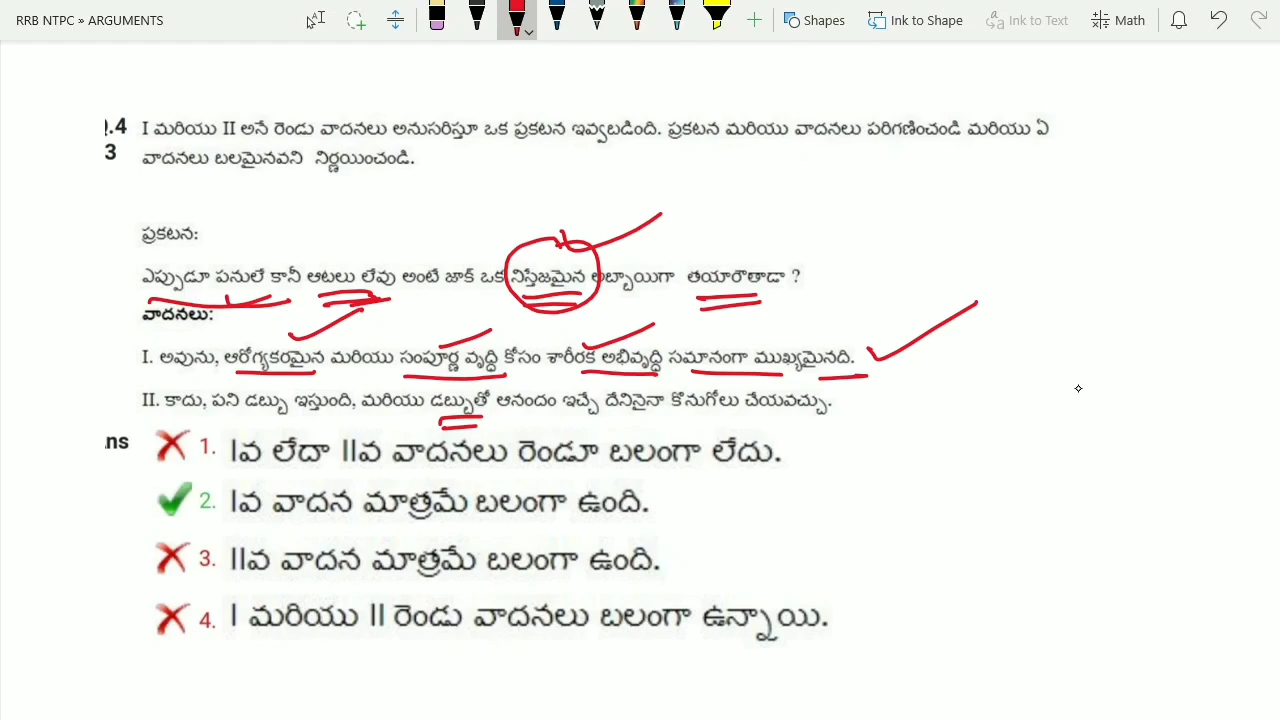 RRB NTPC » ARGUMENTS
Shapes Ink to Shape Ink to Text Math
.4 I మరియు II అనే రెండు వాదనలు అనుసరిస్తూ ఒక ప్రకటన ఇవ్వబడింది. ప్రకటన మరియు వాదనలు పరిగణించండి మరియు ఏ
3 వాదనలు బలమైనవని నిర్ణయించండి.
ప్రకటన:
ఎప్పుడూ పనులే కానీ ఆటలు లేవు అంటే జాక్ ఒక నిస్తేజమైన అబ్బాయిగా తయారౌతాడా ?
వాదనలు:
I. అవును, ఆరోగ్యకరమైన మరియు సంపూర్ణ వృద్ధి కోసం శారీరక అభివృద్ధి సమానంగా ముఖ్యమైనది.
II. కాదు, పని డబ్బు ఇస్తుంది, మరియు డబ్బుతో ఆనందం ఇచ్చే దేనినైనా కొనుగోలు చేయవచ్చు.
ns
1. Iవ లేదా IIవ వాదనలు రెండూ బలంగా లేదు.
2. Iవ వాదన మాత్రమే బలంగా ఉంది.
3. IIవ వాదన మాత్రమే బలంగా ఉంది.
4. I మరియు II రెండు వాదనలు బలంగా ఉన్నాయి.